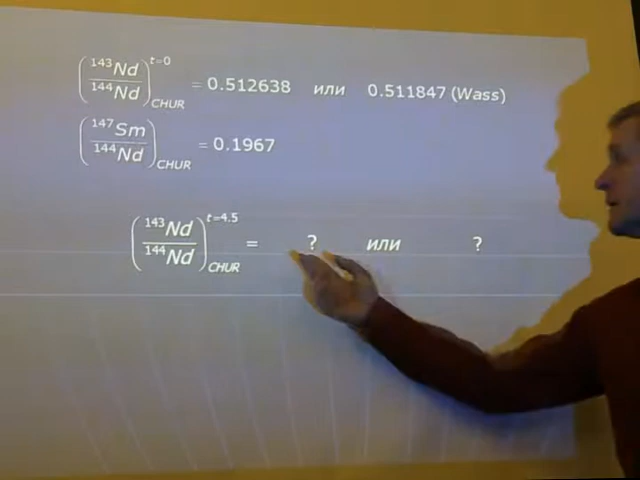 (¹⁴³Nd/¹⁴⁴Nd)ᵗ⁼⁰ CHUR = 0.512638 или 0.511847 (Wass)
(¹⁴⁷Sm/¹⁴⁴Nd) CHUR = 0.1967
(¹⁴³Nd/¹⁴⁴Nd)ᵗ⁼⁴·⁵ CHUR = ? или ?